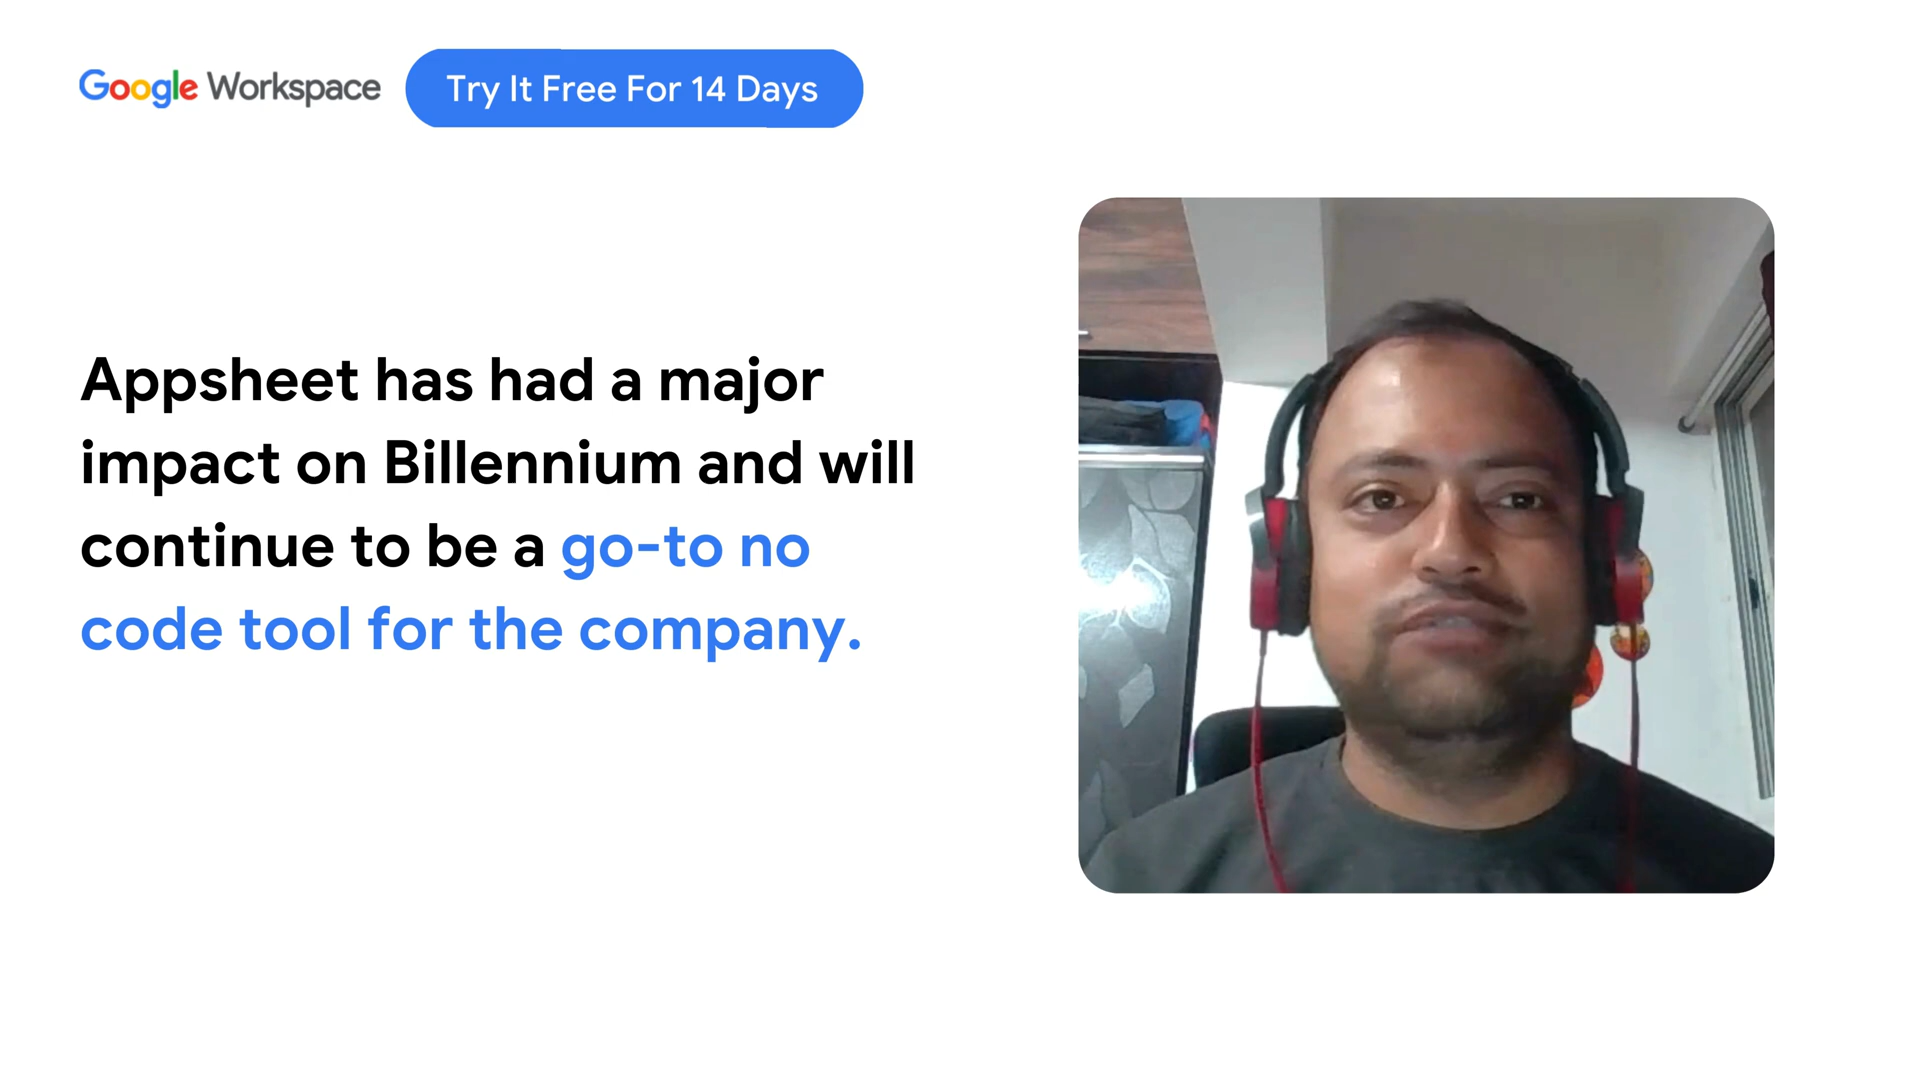 Google Workspace
Try It Free For 14 Days
Appsheet has had a major
impact on Billennium and will
continue to be a go-to no
code tool for the company.